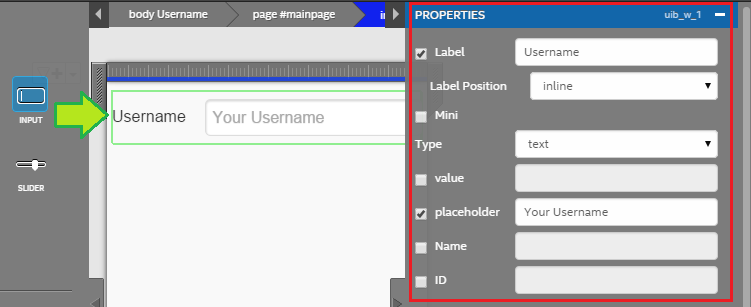 body Username
page #mainpage
PROPERTIES
uib_w_1
Label
Username
Label Position
inline
Mini
Type
text
value
placeholder
Your Username
Name
ID
INPUT
SLIDER
Username
Your Username